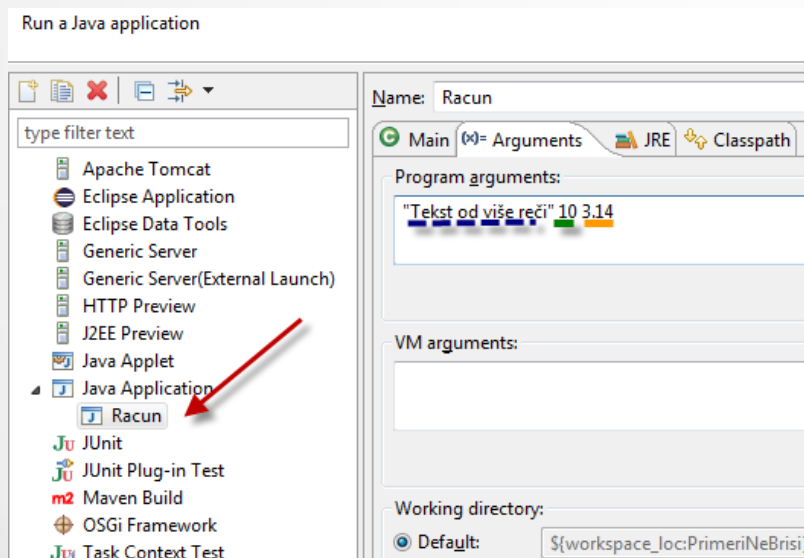 Run a Java application
type filter text
Apache Tomcat
Eclipse Application
Eclipse Data Tools
Generic Server
Generic Server(External Launch)
HTTP Preview
J2EE Preview
Java Applet
Java Application
Racun
JUnit
JUnit Plug-in Test
Maven Build
OSGi Framework
Task Context Test
Name: Racun
Main (x)= Arguments JRE Classpath
Program arguments:
"Tekst od više reči" 10 3.14
VM arguments:
Working directory:
Default: ${workspace_loc:PrimeriNeBrisi